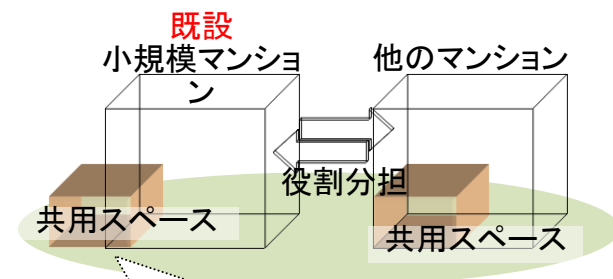 既設
小規模マンショ
ン
他のマンション
役割分担
共用スペース
共用スペース